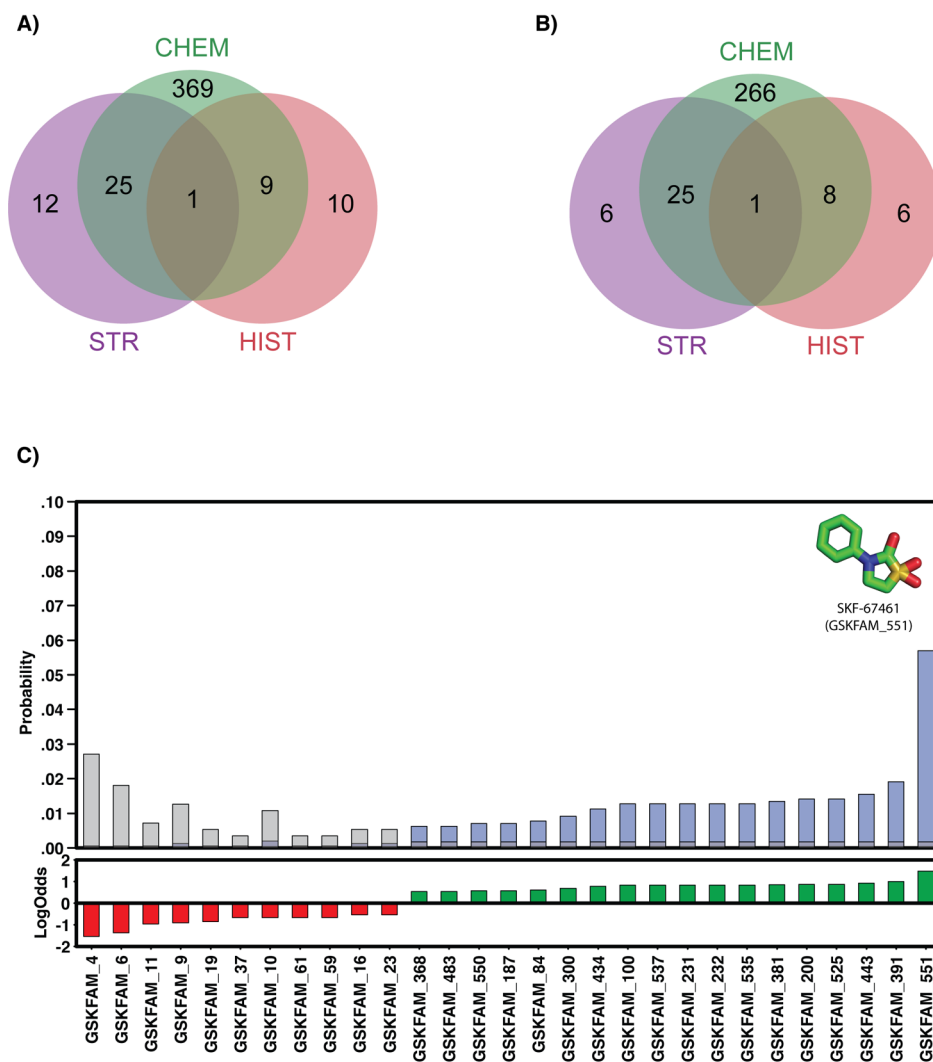 A)
CHEM
369
12
25
1
9
10
STR
HIST
B)
CHEM
266
6
25
1
8
6
STR
HIST
C)
Probability
.10
.09
.08
.07
.06
.05
.04
.03
.02
.01
.00
SKF-67461
(GSKFAM_551)
LogOdds
2
1
0
-1
-2
GSKFAM_4
GSKFAM_6
GSKFAM_11
GSKFAM_9
GSKFAM_19
GSKFAM_37
GSKFAM_10
GSKFAM_61
GSKFAM_59
GSKFAM_16
GSKFAM_23
GSKFAM_368
GSKFAM_483
GSKFAM_550
GSKFAM_187
GSKFAM_84
GSKFAM_300
GSKFAM_434
GSKFAM_100
GSKFAM_537
GSKFAM_231
GSKFAM_232
GSKFAM_535
GSKFAM_381
GSKFAM_200
GSKFAM_525
GSKFAM_443
GSKFAM_391
GSKFAM_551